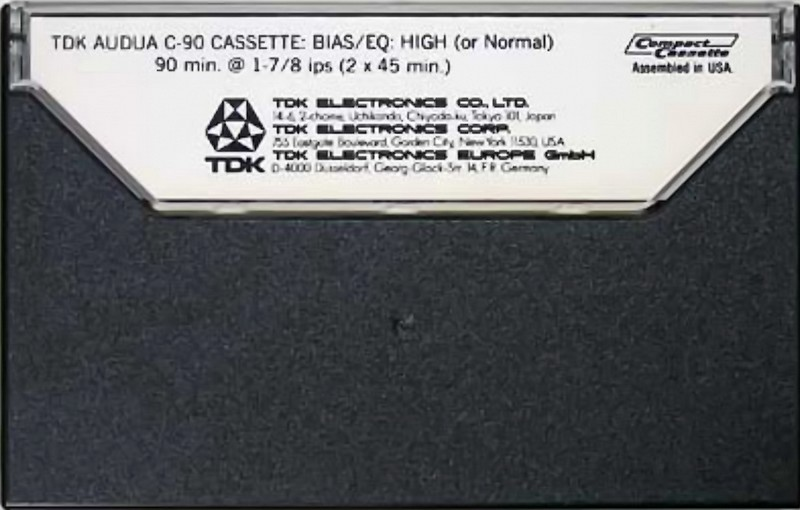 TDK AUDUA C-90 CASSETTE: BIAS/EQ: HIGH (or Normal)
90 min. @ 1-7/8 ips (2 x 45 min.)
Compact Cassette
Assembled in USA.
TDK
TDK ELECTRONICS CO., LTD.
14-6, 2-chome, Uchikanda, Chiyoda-ku, Tokyo 101, Japan
TDK ELECTRONICS CORP.
755 Eastgate Boulevard, Garden City, New York 11530, USA
TDK ELECTRONICS EUROPE GmbH
D-4000 Dusseldorf, Georg-Glock-Str 14, F.R. Germany